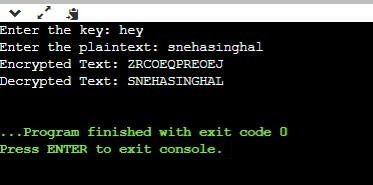 Enter the key: hey
Enter the plaintext: snehasinghal
Encrypted Text: ZRCOEQPREOEJ
Decrypted Text: SNEHASINGHAL
...Program finished with exit code 0
Press ENTER to exit console.